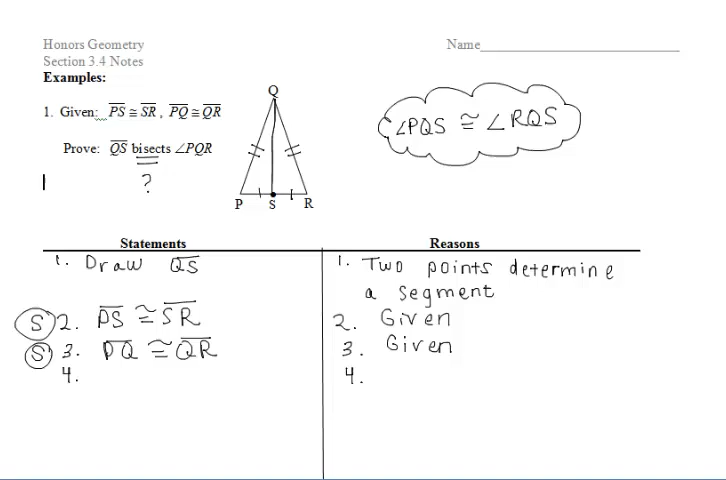 Honors Geometry Name____________________
Section 3.4 Notes
Examples:
1. Given: PS ≅ SR , PQ ≅ QR
Prove: QS bisects ∠PQR
?
Q
P S R
∠PQS ≅ ∠RQS
Statements Reasons
1. Draw QS 1. Two points determine
a segment
S 2. PS ≅ SR 2. Given
S 3. PQ ≅ QR 3. Given
4. 4.